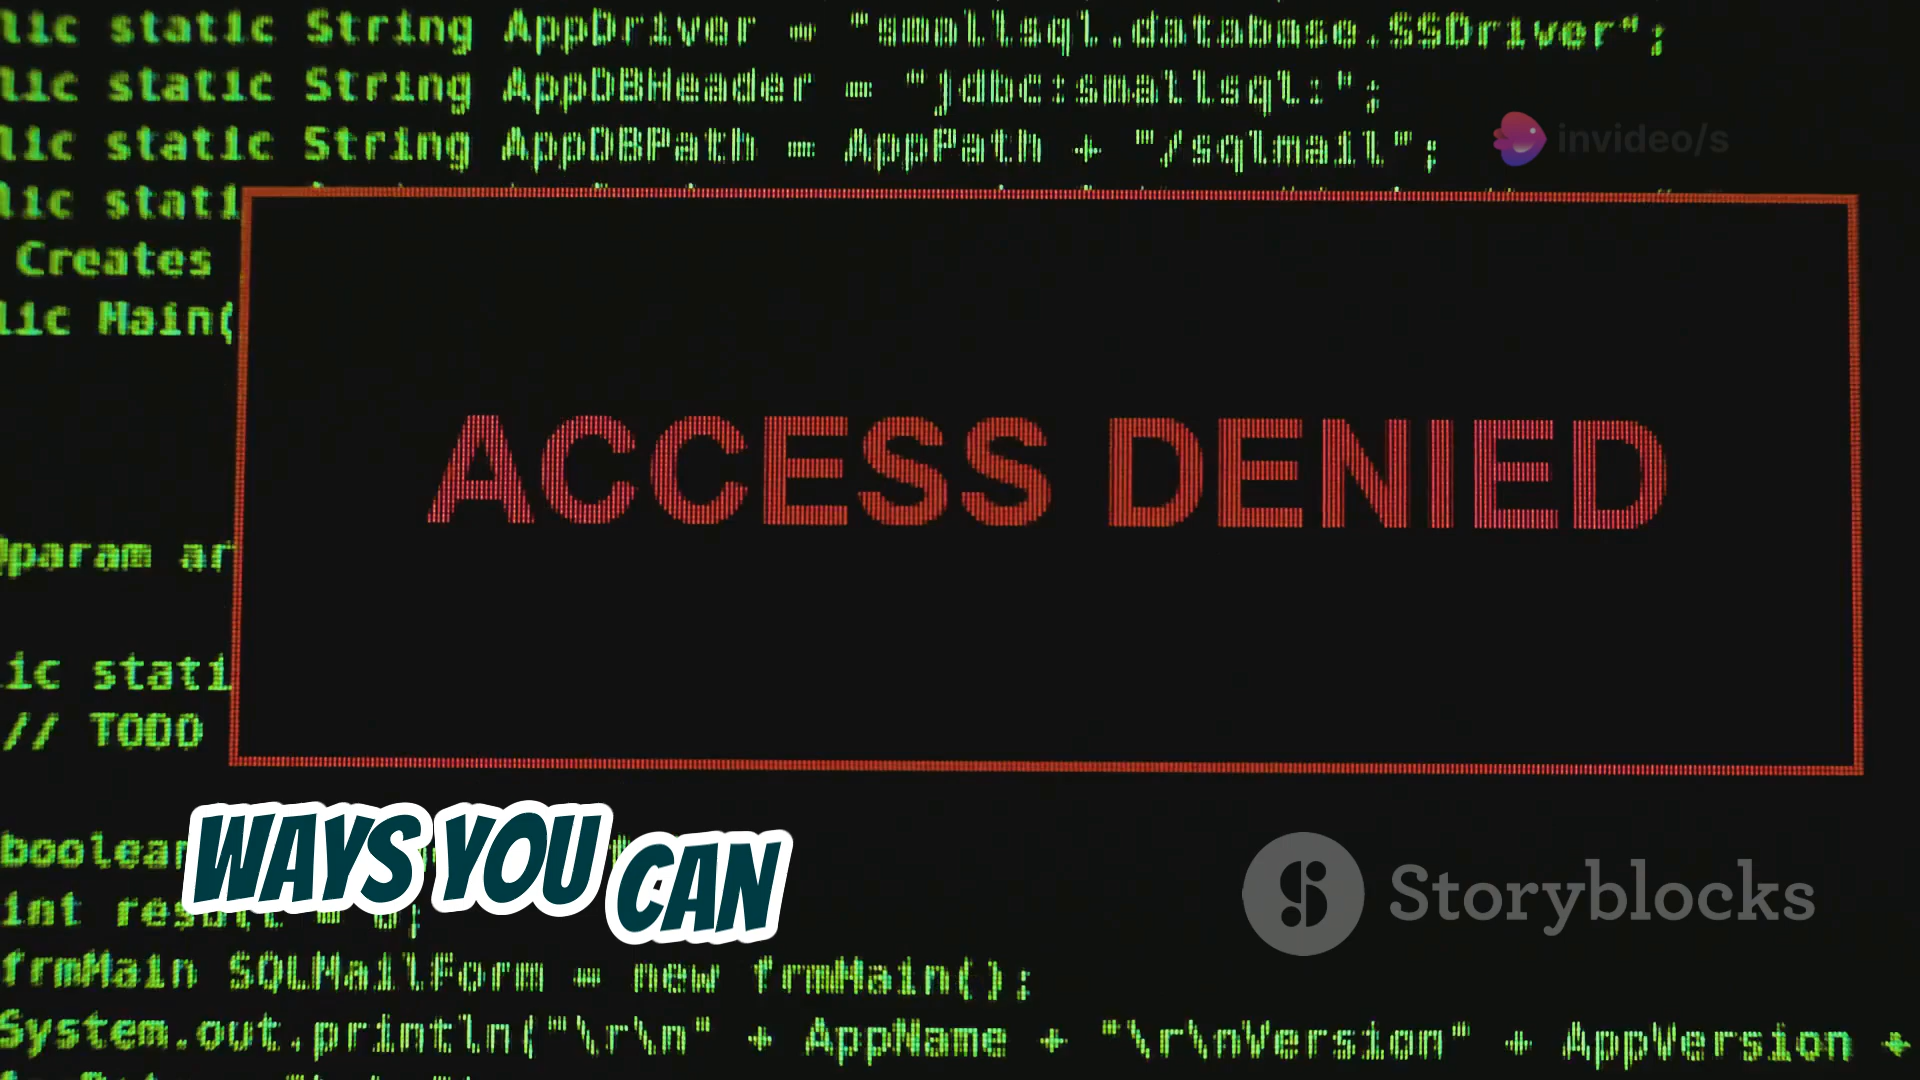 lic static String AppDriver = "smallsql.database.SSDriver";
lic static String AppDBHeader = "jdbc:smallsql:";
lic static String AppDBPath = AppPath + "/sqlmail";
invideo/s
lic stati
Creates
lic Main(
ACCESS DENIED
@param ar
ic stati
// TODO
WAYS YOU CAN
boolean
int result = 0;
Storyblocks
frmMain SQLMailForm = new frmMain();
System.out.println("\r\n" + AppName + "\r\nVersion" + AppVersion +